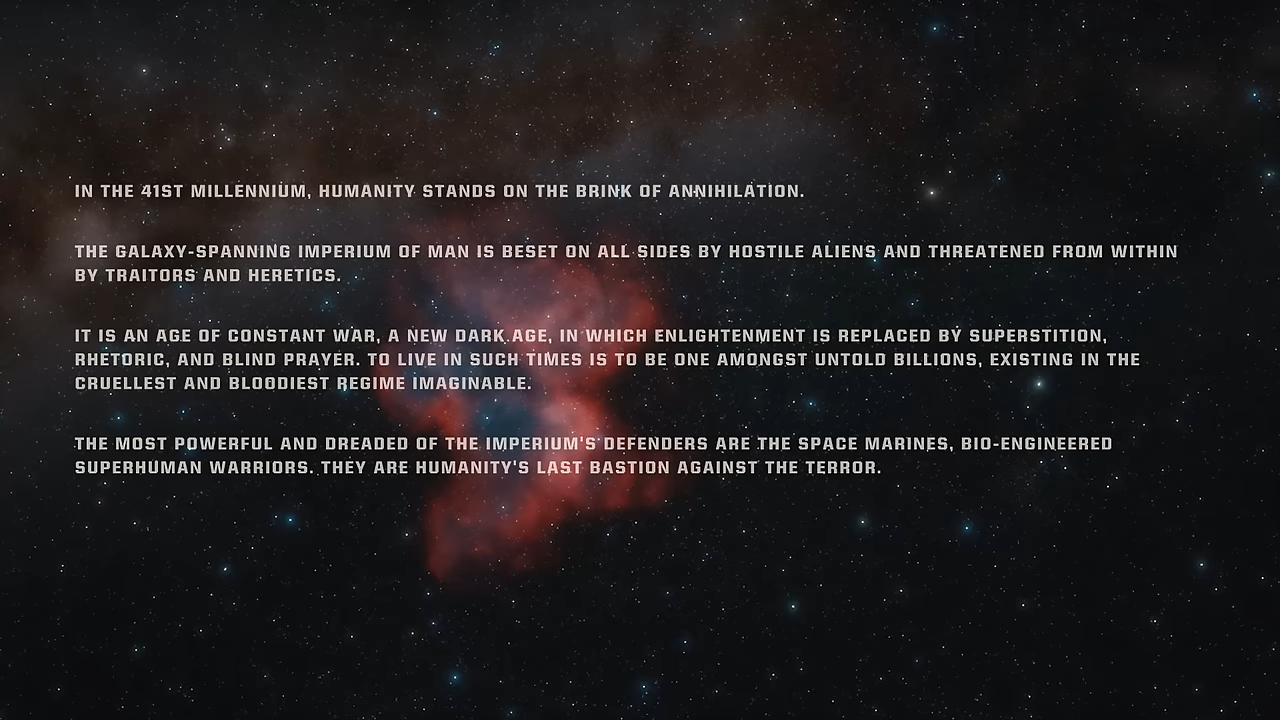 IN THE 41ST MILLENNIUM, HUMANITY STANDS ON THE BRINK OF ANNIHILATION.
THE GALAXY-SPANNING IMPERIUM OF MAN IS BESET ON ALL SIDES BY HOSTILE ALIENS AND THREATENED FROM WITHIN
BY TRAITORS AND HERETICS.
IT IS AN AGE OF CONSTANT WAR, A NEW DARK AGE, IN WHICH ENLIGHTENMENT IS REPLACED BY SUPERSTITION,
RHETORIC, AND BLIND PRAYER. TO LIVE IN SUCH TIMES IS TO BE ONE AMONGST UNTOLD BILLIONS, EXISTING IN THE
CRUELLEST AND BLOODIEST REGIME IMAGINABLE.
THE MOST POWERFUL AND DREADED OF THE IMPERIUM'S DEFENDERS ARE THE SPACE MARINES, BIO-ENGINEERED
SUPERHUMAN WARRIORS. THEY ARE HUMANITY'S LAST BASTION AGAINST THE TERROR.